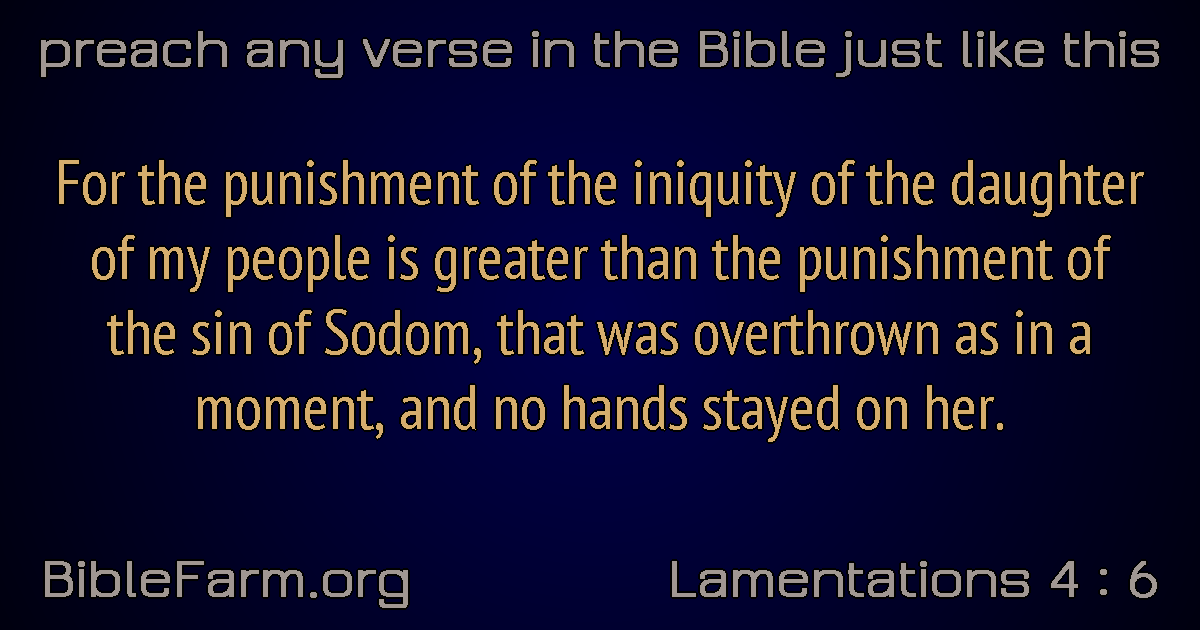 preach any verse in the Bible just like this
For the punishment of the iniquity of the daughter
of my people is greater than the punishment of
the sin of Sodom, that was overthrown as in a
moment, and no hands stayed on her.
BibleFarm.org
Lamentations 4 : 6